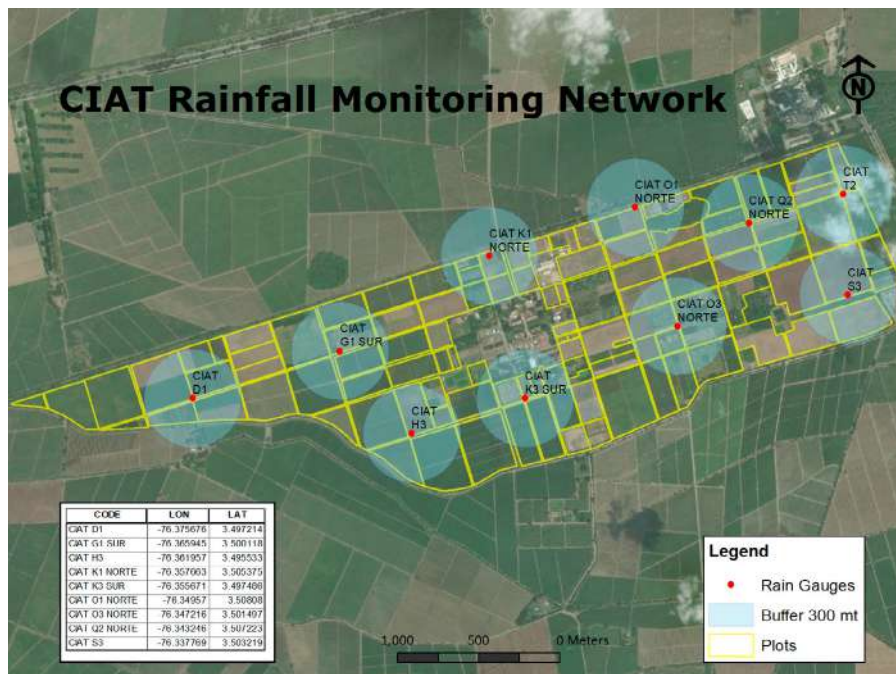 CIAT Rainfall Monitoring Network
N
CIAT
T2
CIAT O1
NORTE
CIAT Q2
NORTE
CIAT K1
NORTE
CIAT
S3
CIAT O3
NORTE
CIAT
G1 SUR
CIAT
D1
CIAT
K3 SUR
CIAT
H3
CODE LON LAT
CIAT D1 -76.375676 3.497214
CIAT G1 SUR -76.365945 3.500118
CIAT H3 -76.361957 3.495533
CIAT K1 NORTE -76.357663 3.505375
CIAT K3 SUR -76.355671 3.497486
CIAT O1 NORTE -76.34957 3.50808
CIAT O3 NORTE 76.347216 3.501497
CIAT Q2 NORTE -76.343246 3.507223
CIAT S3 -76.337769 3.503219
1,000 500 0 Meters
Legend
Rain Gauges
Buffer 300 mt
Plots